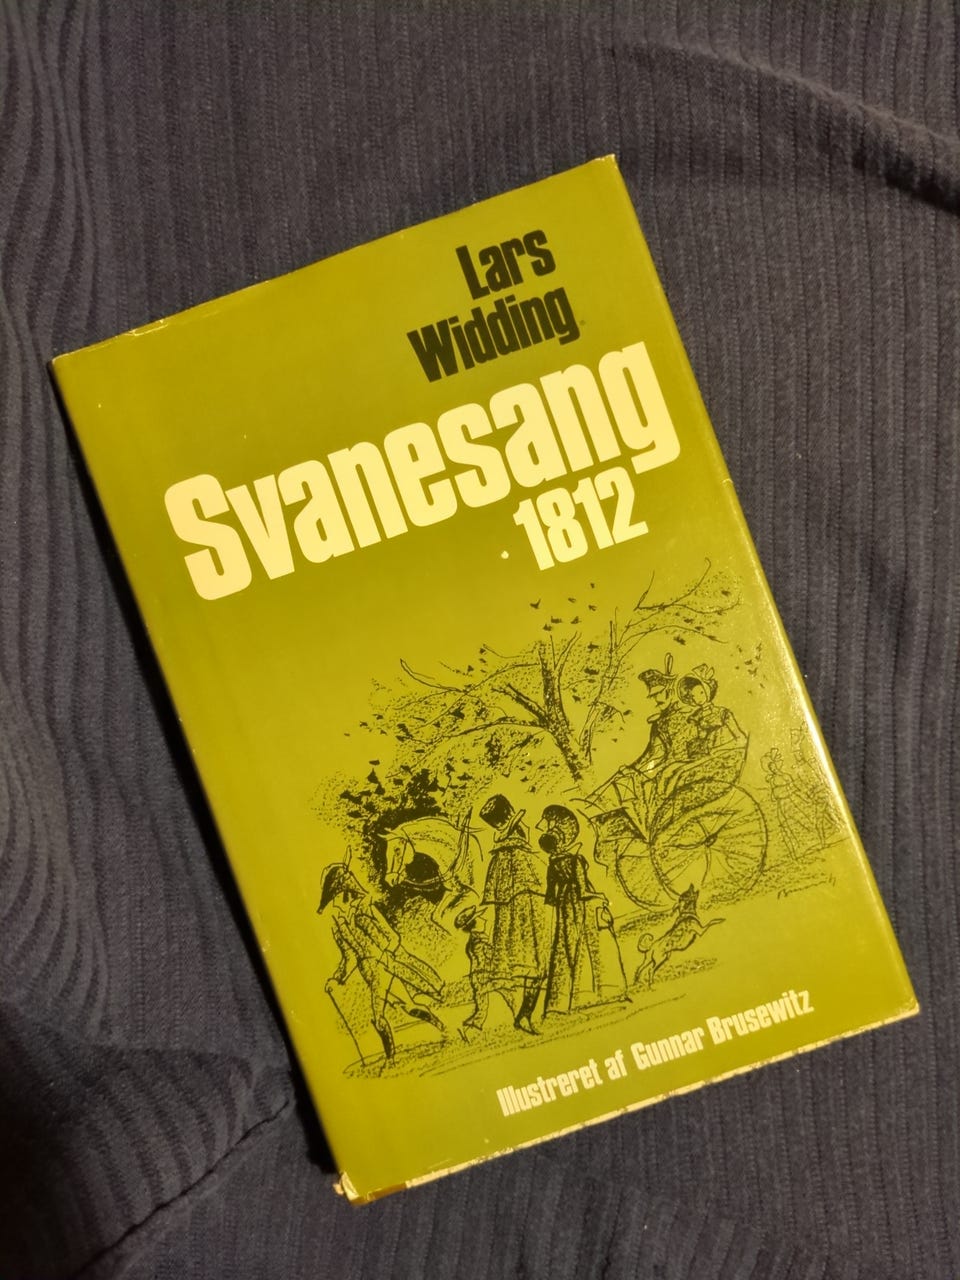 Lars
Widding
Svanesang
1812
Illustreret af Gunnar Brusewitz